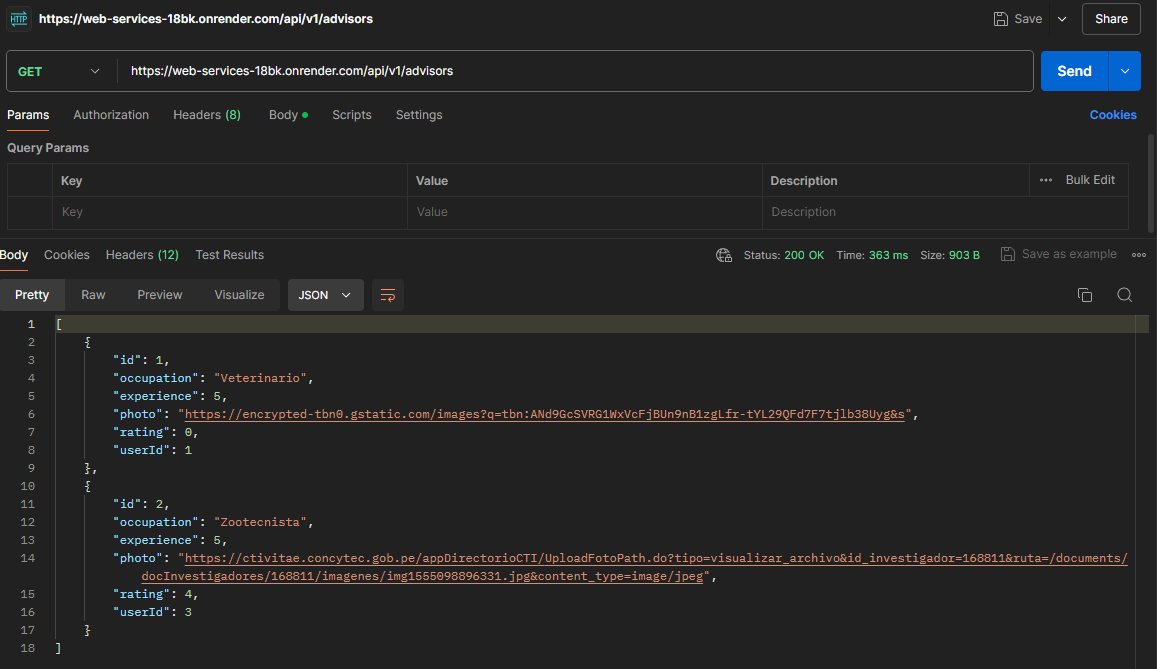 HTTP https://web-services-18bk.onrender.com/api/v1/advisors Save Share
GET https://web-services-18bk.onrender.com/api/v1/advisors Send
Params Authorization Headers (8) Body Scripts Settings Cookies
Query Params
Key Value Description Bulk Edit
Key Value Description
Body Cookies Headers (12) Test Results Status: 200 OK Time: 363 ms Size: 903 B Save as example
Pretty Raw Preview Visualize JSON
1 [
2 {
3 "id": 1,
4 "occupation": "Veterinario",
5 "experience": 5,
6 "photo": "https://encrypted-tbn0.gstatic.com/images?q=tbn:ANd9GcSVRG1WxVcFjBUn9nB1zgLfr-tYL29QFd7F7tjlb38Uyg&s",
7 "rating": 0,
8 "userId": 1
9 },
10 {
11 "id": 2,
12 "occupation": "Zootecnista",
13 "experience": 5,
14 "photo": "https://ctivitae.concytec.gob.pe/appDirectorioCTI/UploadFotoPath.do?tipo=visualizar_archivo&id_investigador=168811&ruta=/documents/
docInvestigadores/168811/imagenes/img1555098896331.jpg&content_type=image/jpeg",
15 "rating": 4,
16 "userId": 3
17 }
18 ]